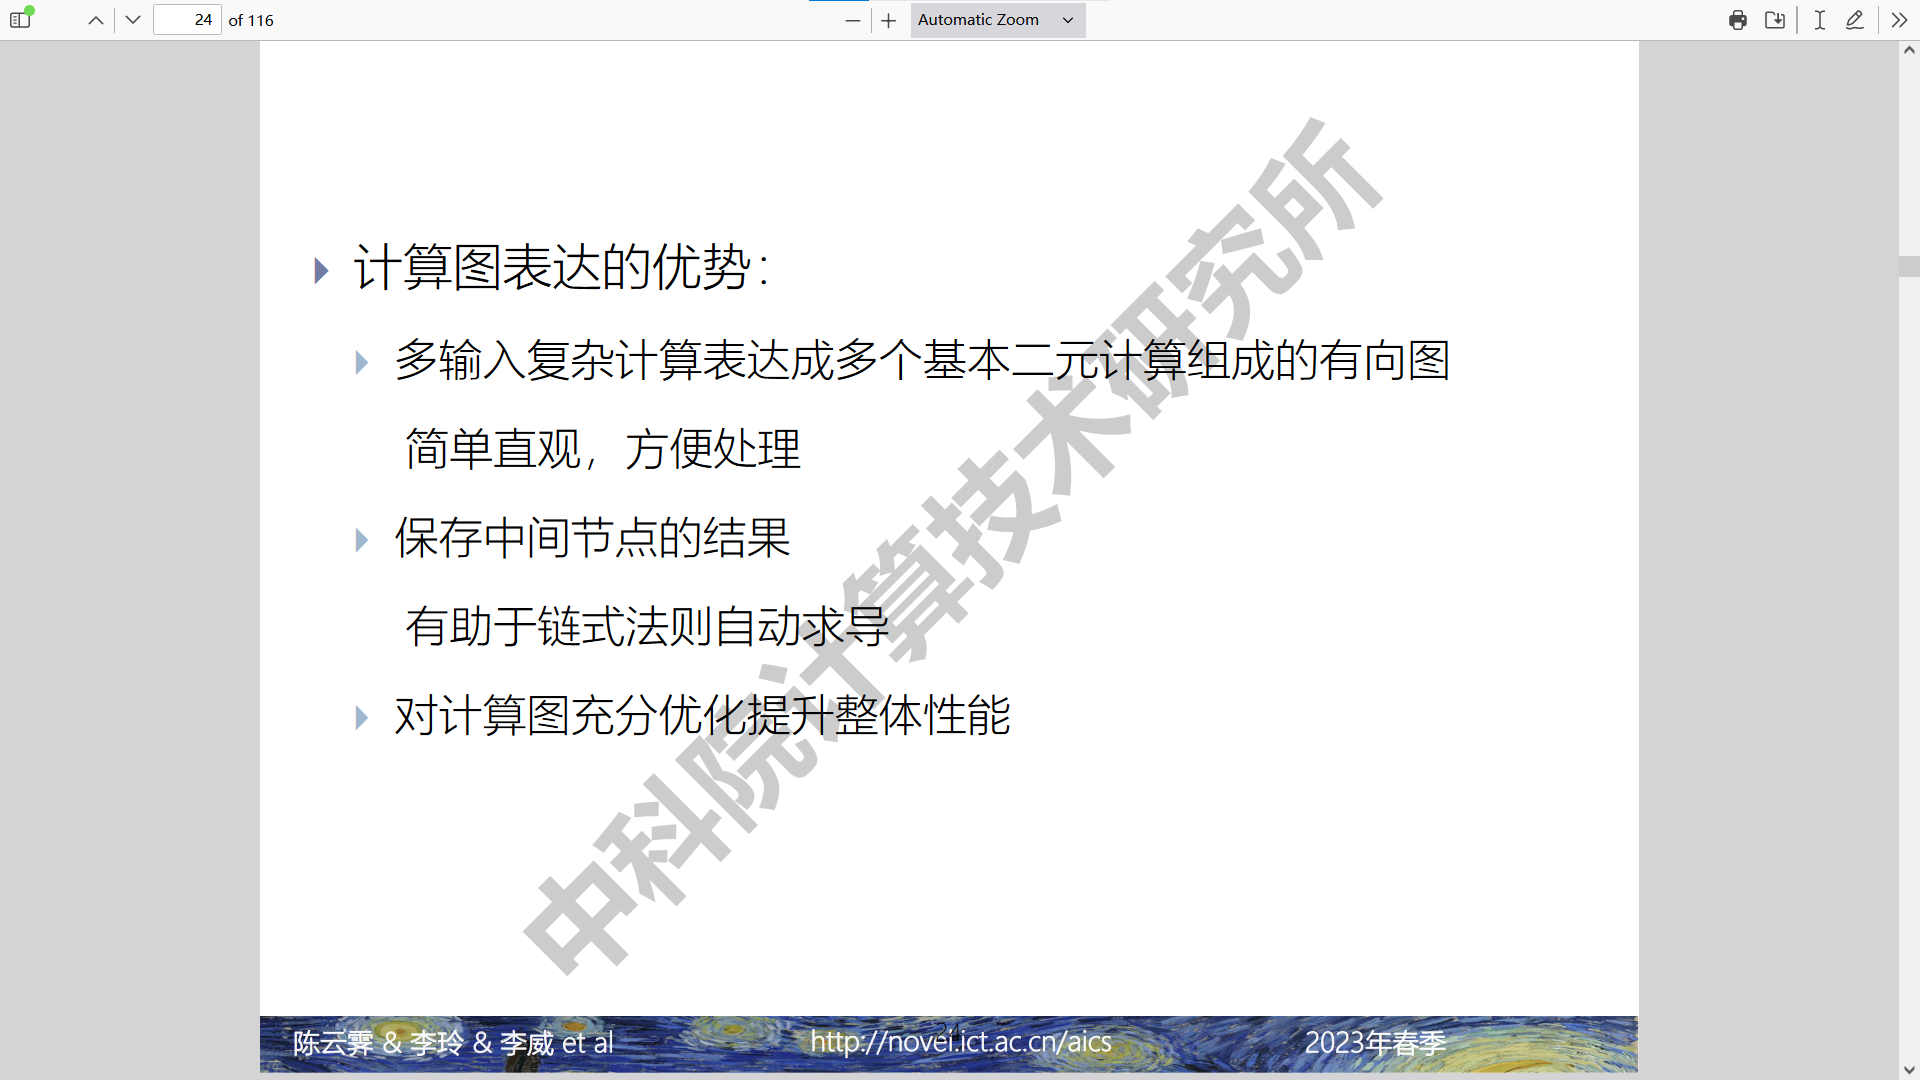 24 of 116 Automatic Zoom
计算图表达的优势：
多输入复杂计算表达成多个基本二元计算组成的有向图
简单直观，方便处理
保存中间节点的结果
有助于链式法则自动求导
对计算图充分优化提升整体性能
中科院计算技术研究所
24
陈云霁 & 李玲 & 李威 et al http://novel.ict.ac.cn/aics 2023年春季